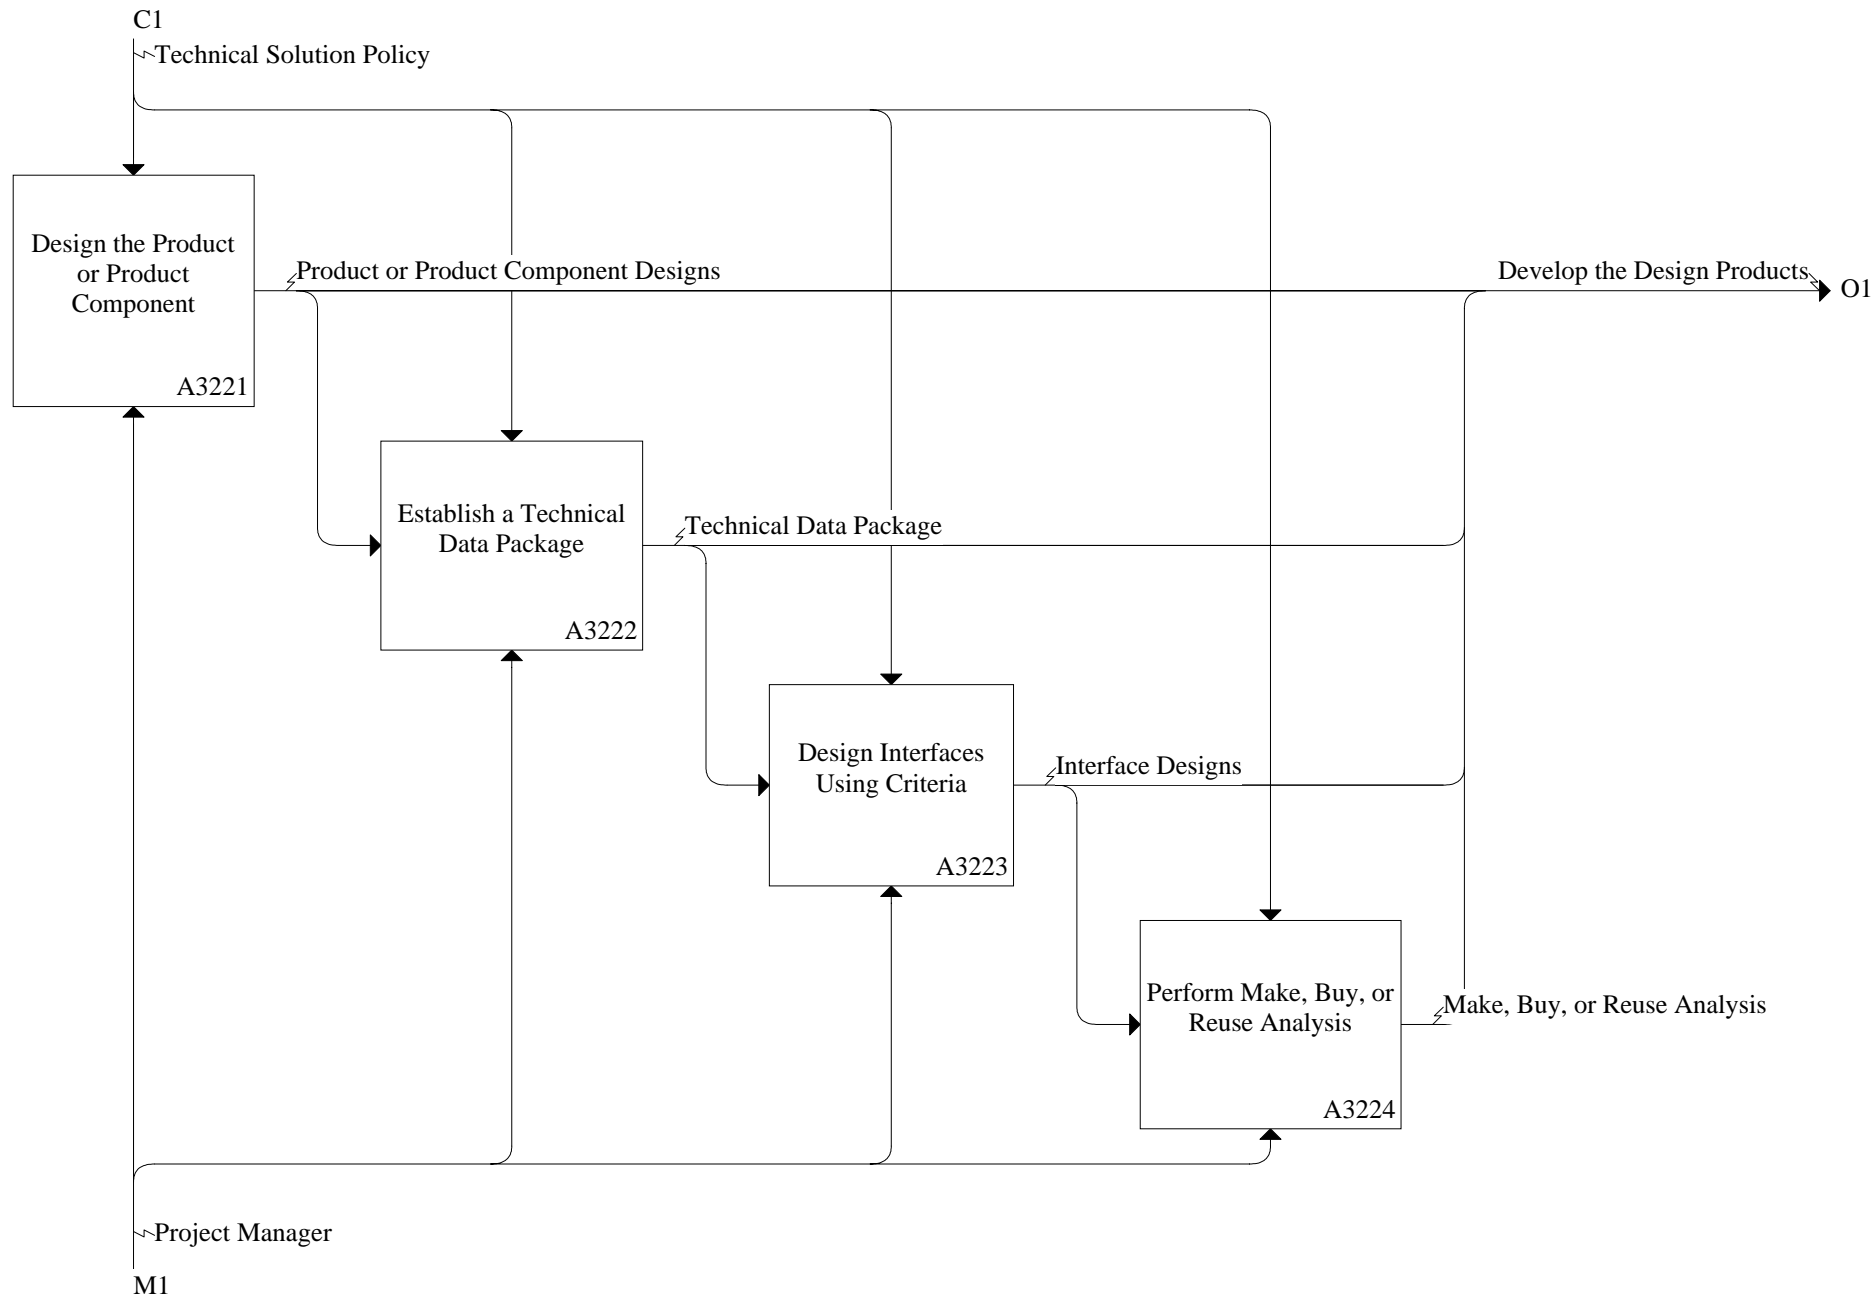 C1
Technical Solution Policy
Design the Product
or Product
Component
A3221
Product or Product Component Designs
Develop the Design Products
O1
Establish a Technical
Data Package
A3222
Technical Data Package
Design Interfaces
Using Criteria
A3223
Interface Designs
Perform Make, Buy, or
Reuse Analysis
A3224
Make, Buy, or Reuse Analysis
Project Manager
M1